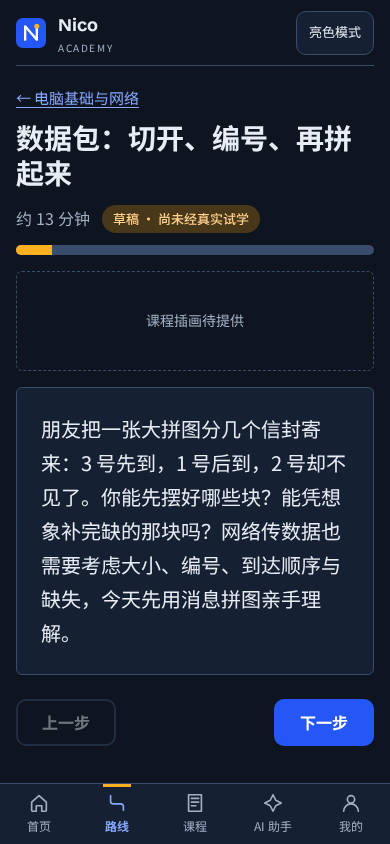 Nico
ACADEMY
亮色模式
← 电脑基础与网络
数据包：切开、编号、再拼
起来
约 13 分钟
草稿 · 尚未经真实试学
课程插画待提供
朋友把一张大拼图分几个信封寄
来：3 号先到，1 号后到，2 号却不
见了。你能先摆好哪些块？能凭想
象补完缺的那块吗？网络传数据也
需要考虑大小、编号、到达顺序与
缺失，今天先用消息拼图亲手理
解。
上一步
下一步
首页
路线
课程
AI 助手
我的